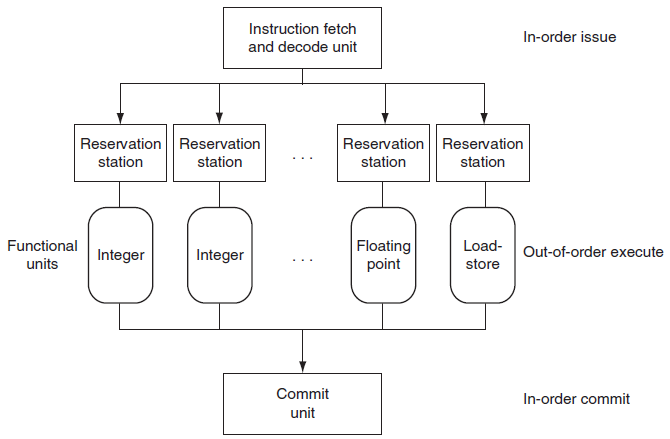 Instruction fetch
and decode unit
In-order issue
Reservation
station
Reservation
station
. . .
Reservation
station
Reservation
station
Functional
units
Integer
Integer
. . .
Floating
point
Load-
store
Out-of-order execute
Commit
unit
In-order commit